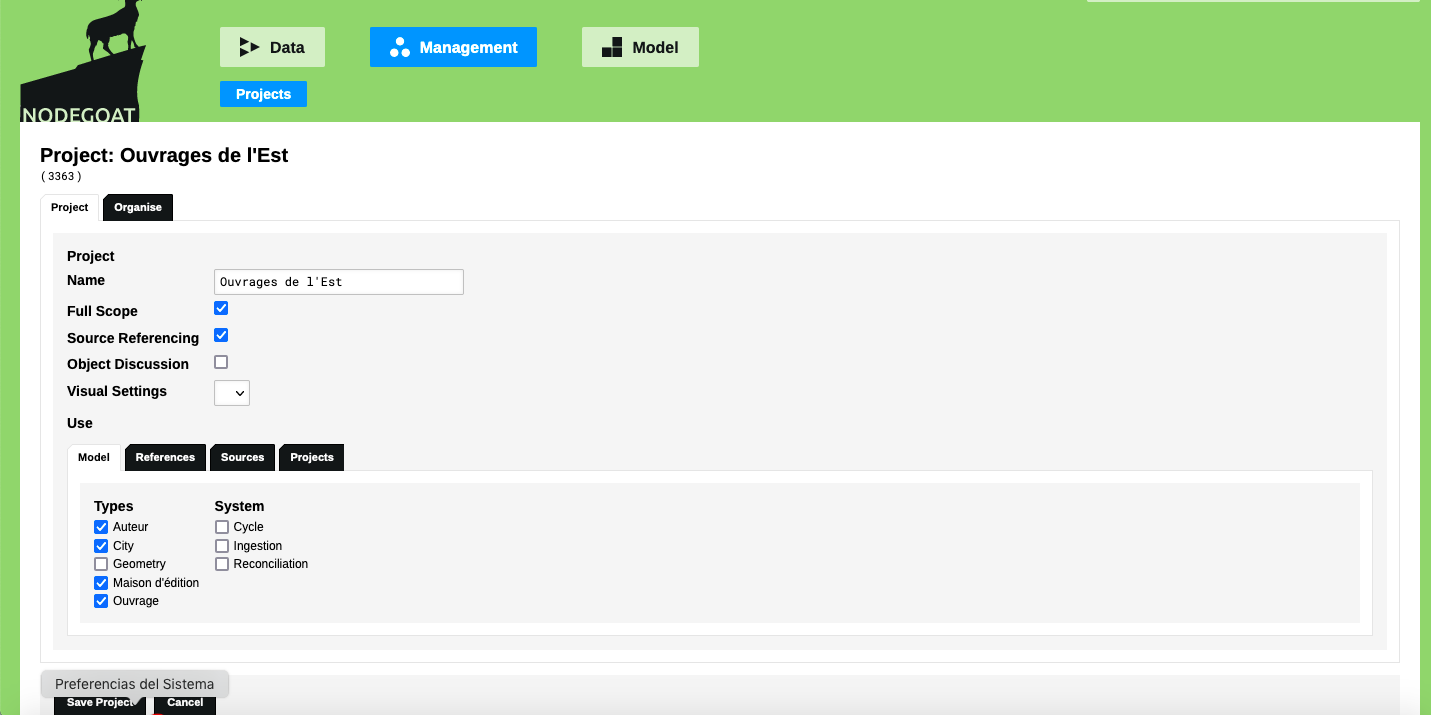 Data
Management
Model
Projects
NODEGOAT
Project: Ouvrages de l'Est
(3363)
Project
Organise
Project
Name
Ouvrages de l'Est
Full Scope
Source Referencing
Object Discussion
Visual Settings
Use
Model
References
Sources
Projects
Types
System
Auteur
Cycle
City
Ingestion
Geometry
Reconciliation
Maison d'édition
Ouvrage
Preferencias del Sistema
Save Project
Cancel